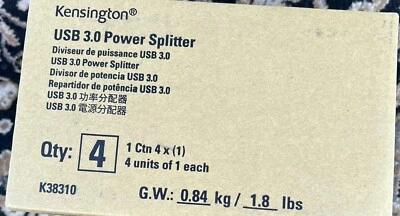 Kensington®
USB 3.0 Power Splitter
Diviseur de puissance USB 3.0
USB 3.0 Power Splitter
Divisor de potencia USB 3.0
Repartidor de potência USB 3.0
USB 3.0 功率分配器
USB 3.0 電源分配器
Qty: 4
1 Ctn 4 x (1)
4 units of 1 each
K38310
G.W.: 0.84 kg / 1.8 lbs